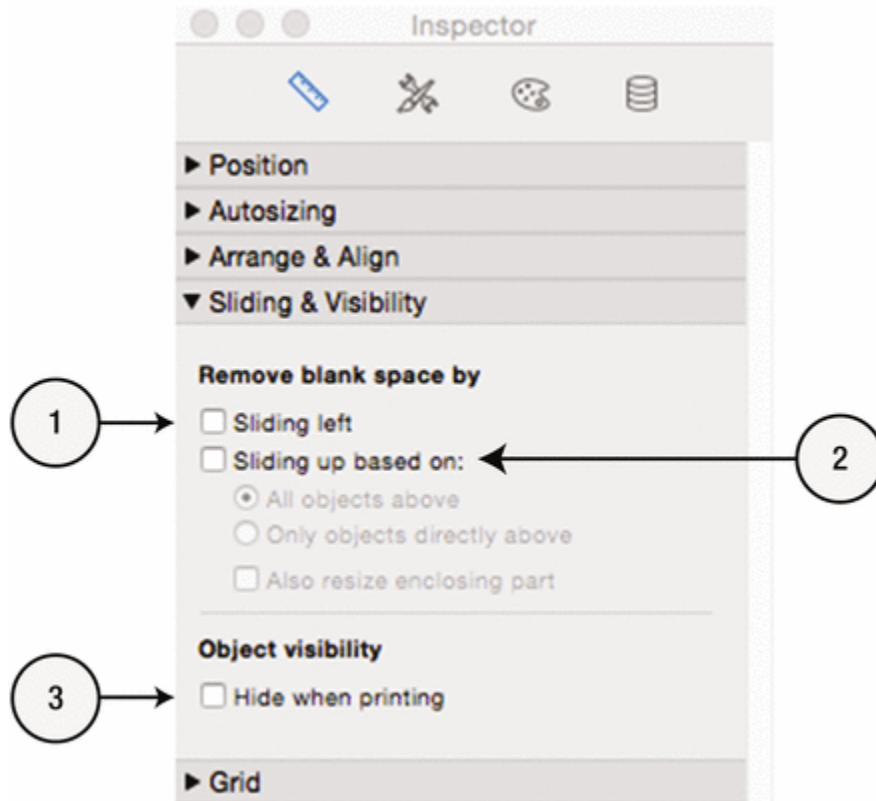 Inspector
Position
Autosizing
Arrange & Align
Sliding & Visibility
Remove blank space by
1
Sliding left
Sliding up based on:
2
All objects above
Only objects directly above
Also resize enclosing part
Object visibility
3
Hide when printing
Grid